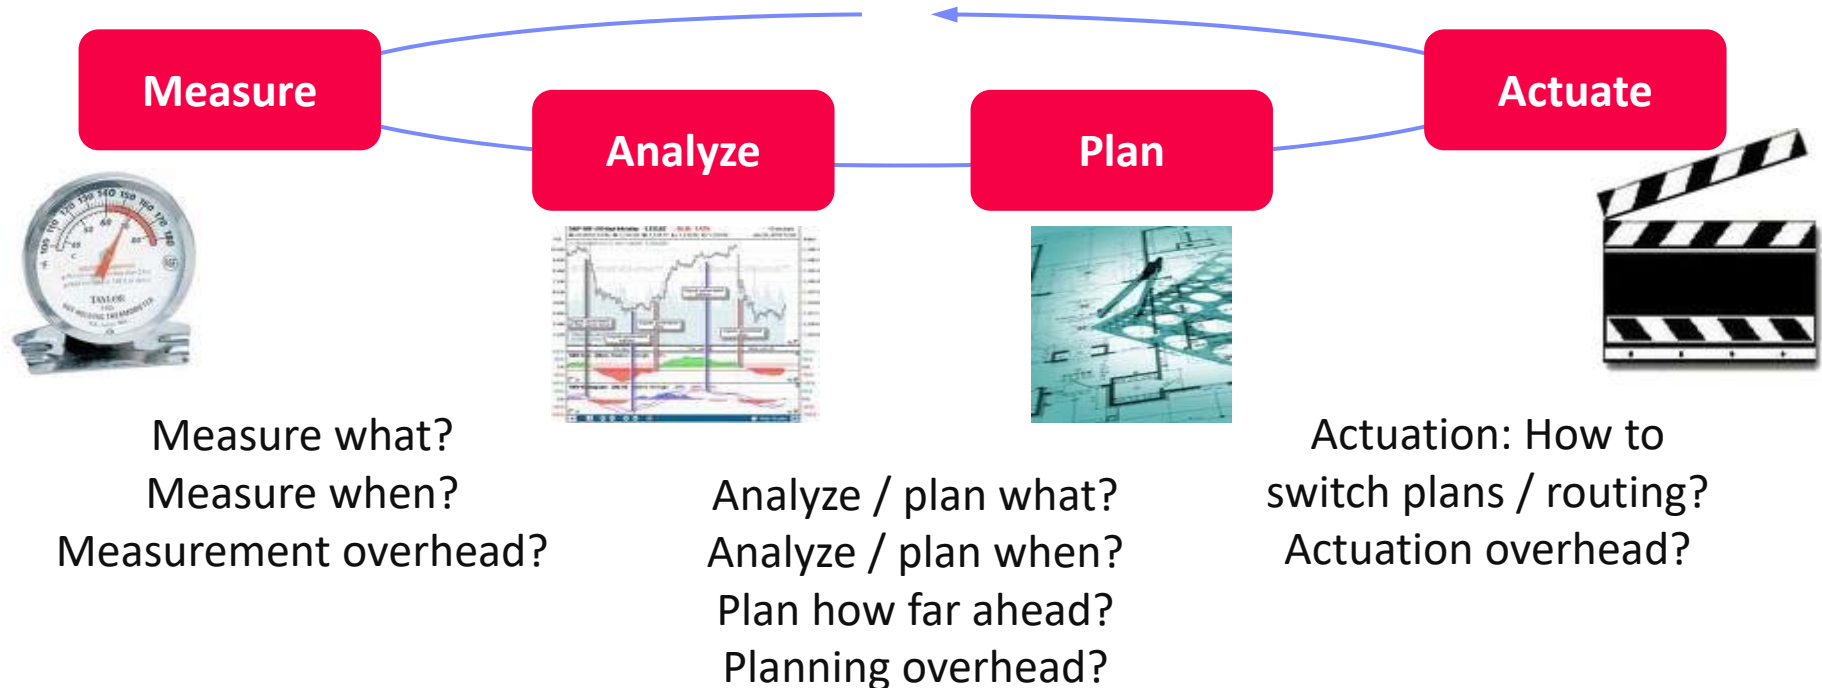 Measure
Actuate
Analyze
Plan
TAYLOR
Measure what?
Measure when?
Measurement overhead?
Analyze / plan what?
Analyze / plan when?
Plan how far ahead?
Planning overhead?
Actuation: How to
switch plans / routing?
Actuation overhead?